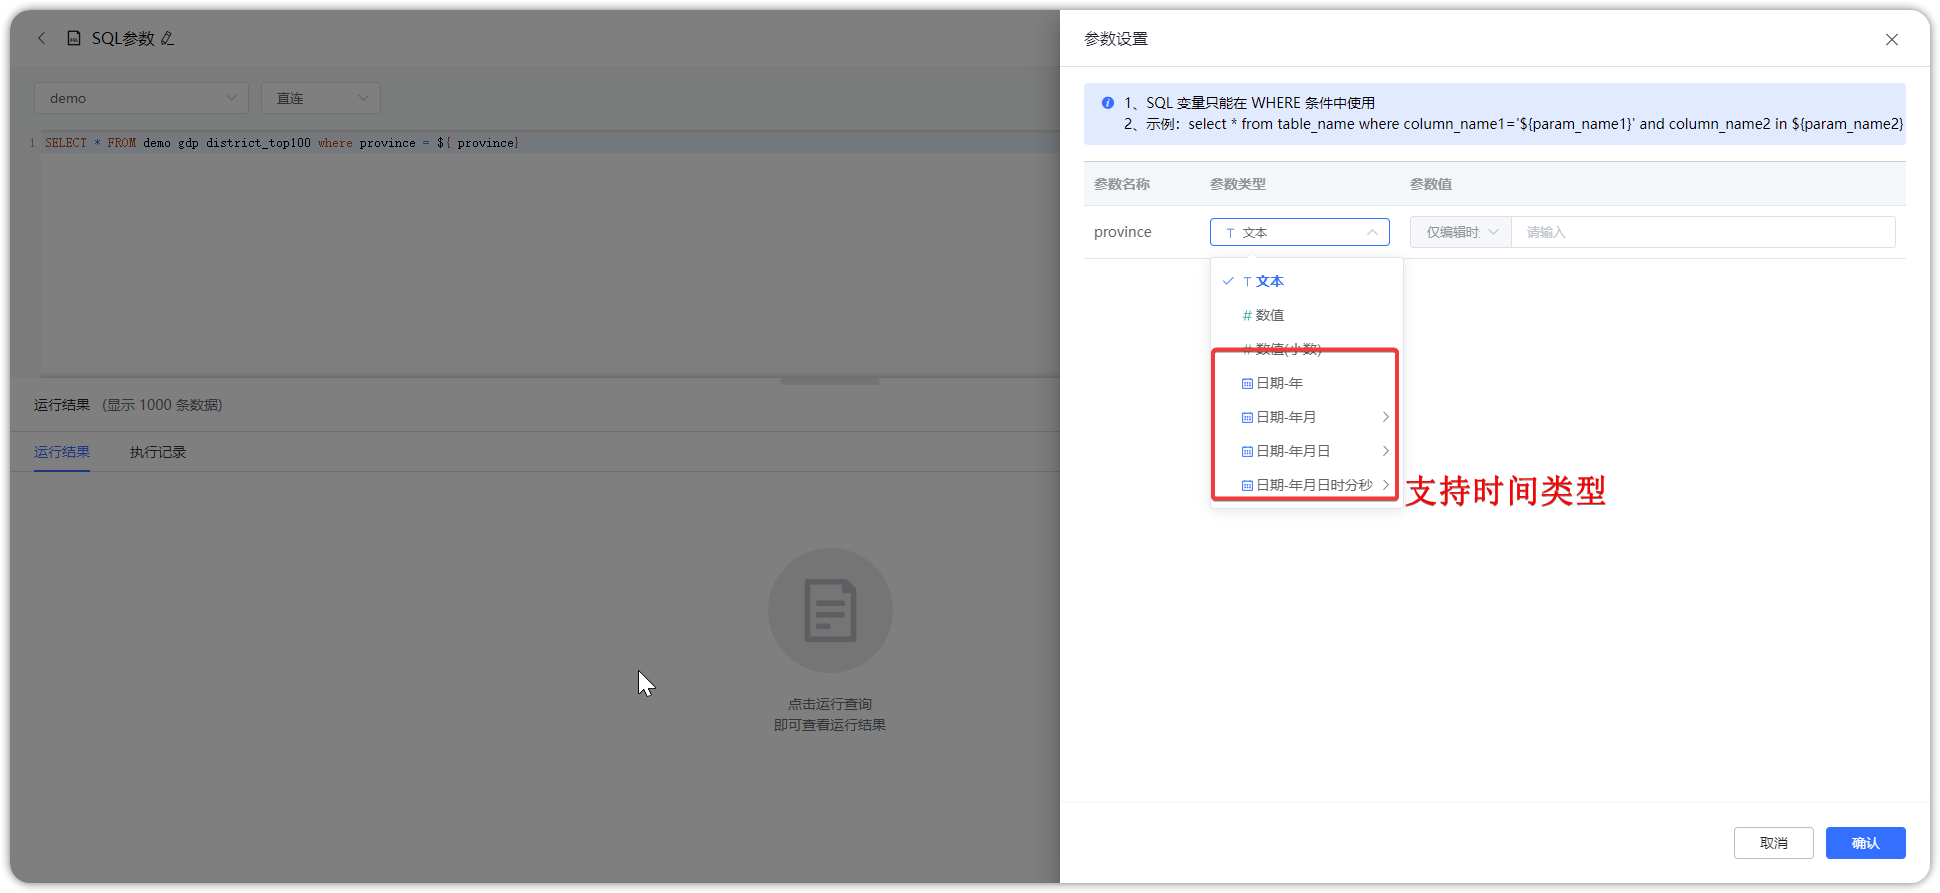 SQL参数
demo
直连
1 SELECT * FROM demo gdp district_top100 where province = ${ province}
运行结果 (显示 1000 条数据)
运行结果
执行记录
点击运行查询
即可查看运行结果
参数设置
1、SQL 变量只能在 WHERE 条件中使用
2、示例：select * from table_name where column_name1='${param_name1}' and column_name2 in ${param_name2}
参数名称 参数类型 参数值
province
T 文本
仅编辑时
请输入
T 文本
# 数值
# 数值(小数)
日期-年
日期-年月
日期-年月日
日期-年月日时分秒
支持时间类型
取消
确认